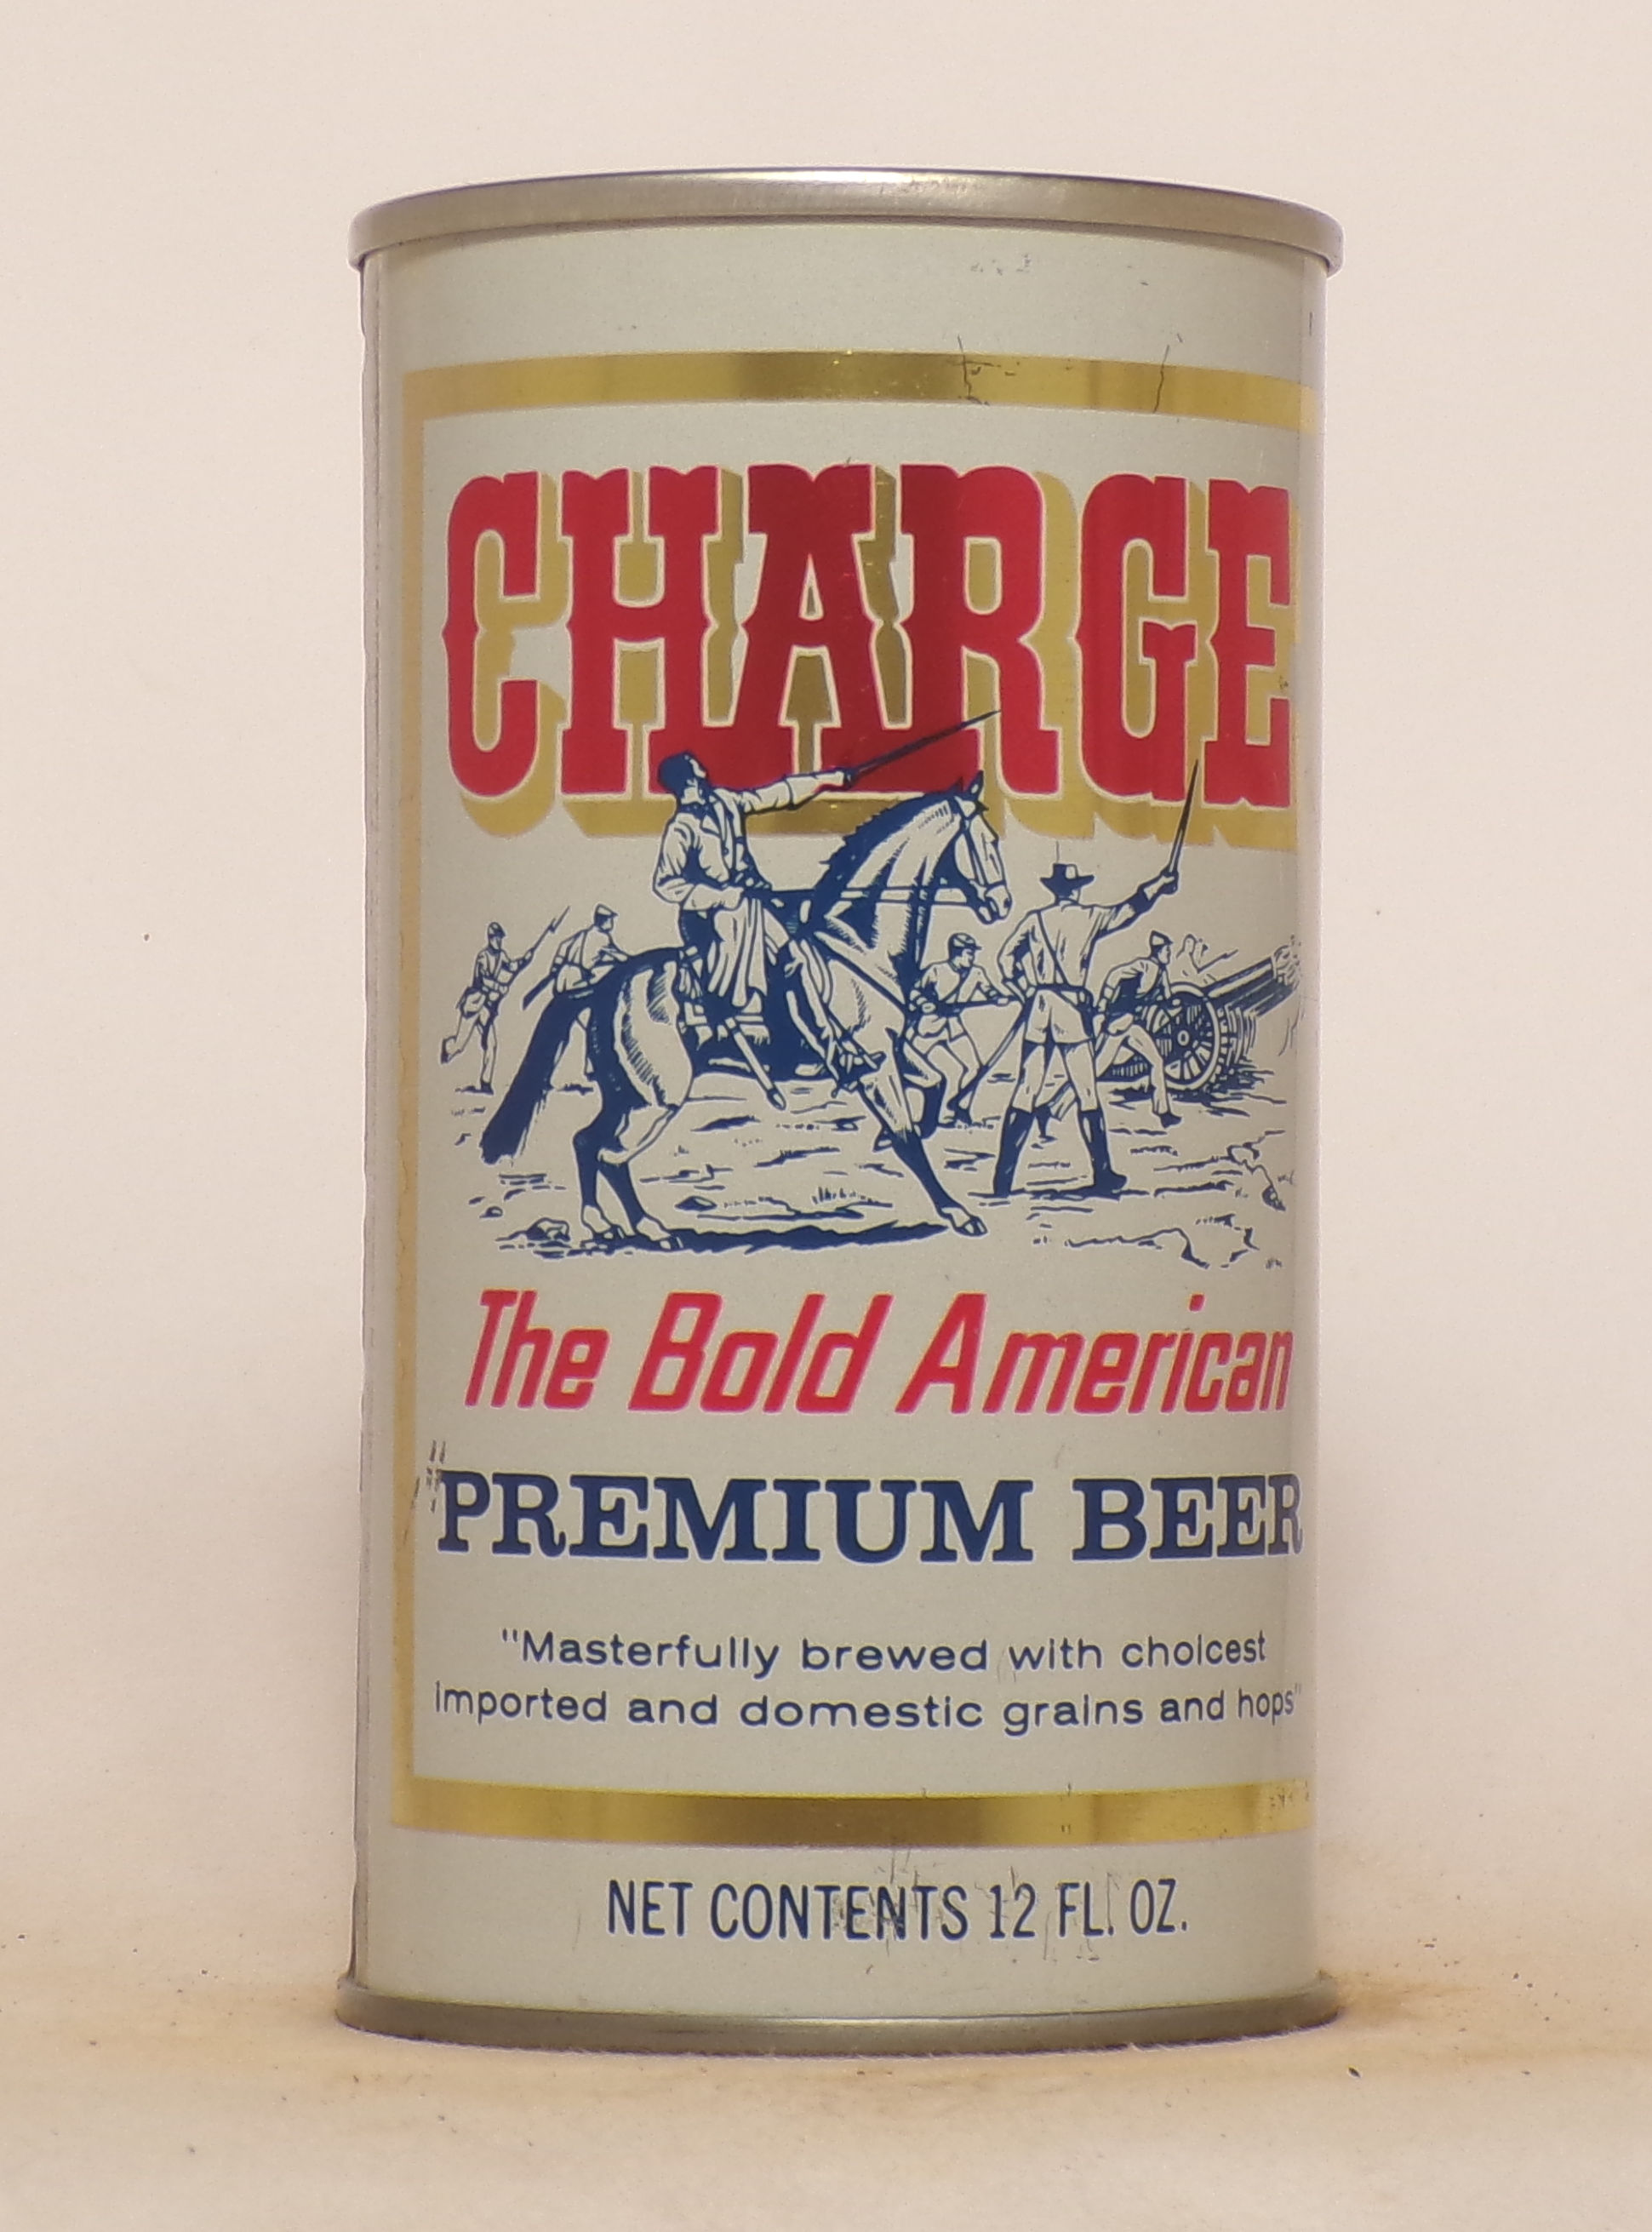 CHARGE
The Bold American
PREMIUM BEER
"Masterfully brewed with choicest
imported and domestic grains and hops"
NET CONTENTS 12 FL. OZ.